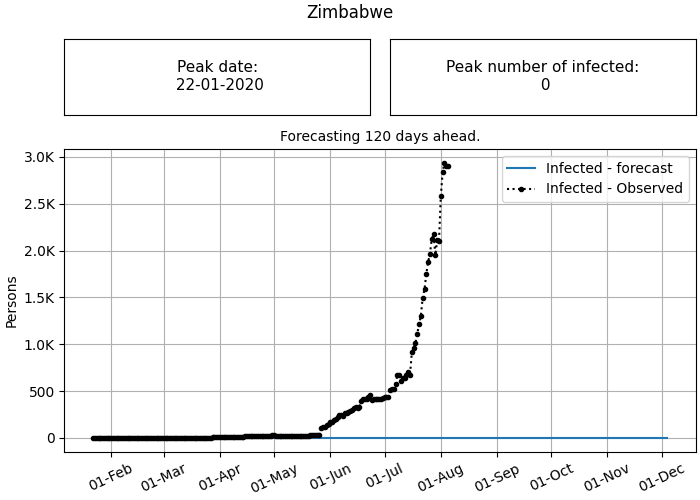 Zimbabwe
Peak date:
22-01-2020
Peak number of infected:
0
Forecasting 120 days ahead.
Infected - forecast
Infected - Observed
Persons
3.0K
2.5K
2.0K
1.5K
1.0K
500
0
01-Feb
01-Mar
01-Apr
01-May
01-Jun
01-Jul
01-Aug
01-Sep
01-Oct
01-Nov
01-Dec